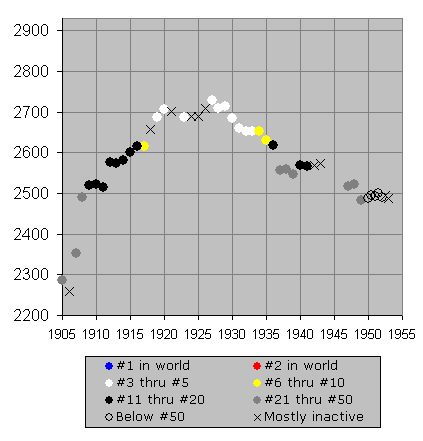 2900
2800
2700
2600
2500
2400
2300
2200
1905 1910 1915 1920 1925 1930 1935 1940 1945 1950 1955
#1 in world #2 in world
#3 thru #5 #6 thru #10
#11 thru #20 #21 thru #50
Below #50 Mostly inactive